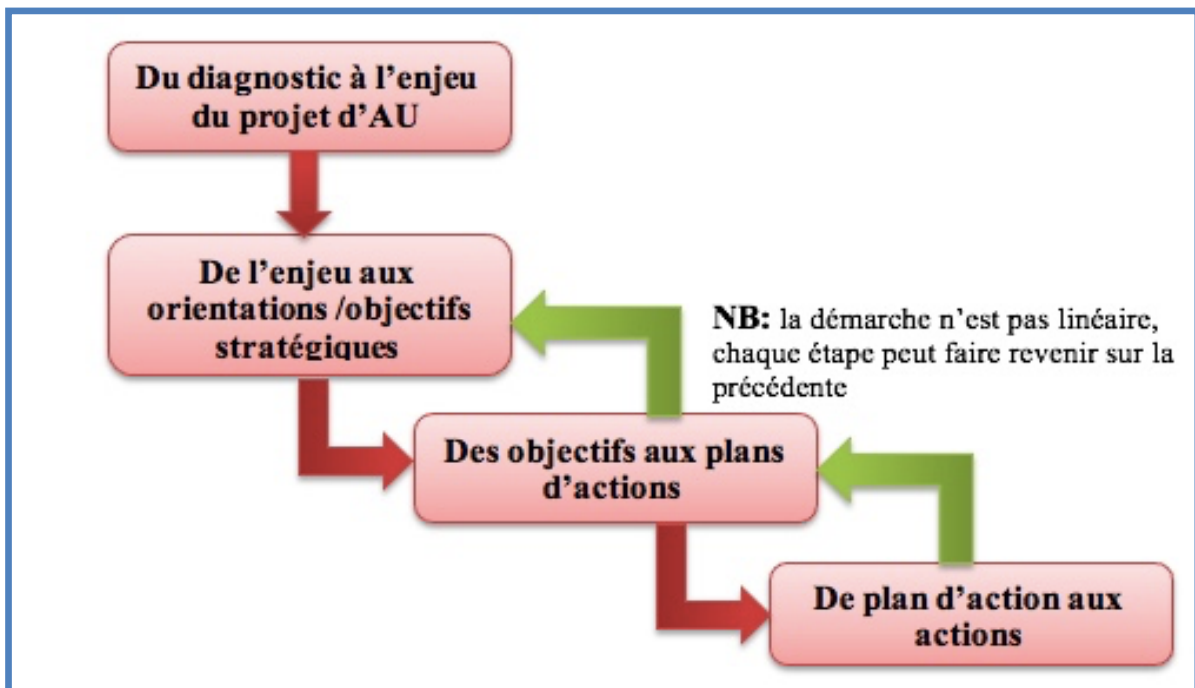 Du diagnostic à l’enjeu
du projet d’AU
De l’enjeu aux
orientations /objectifs
stratégiques
NB: la démarche n’est pas linéaire,
chaque étape peut faire revenir sur la
précédente
Des objectifs aux plans
d’actions
De plan d’action aux
actions